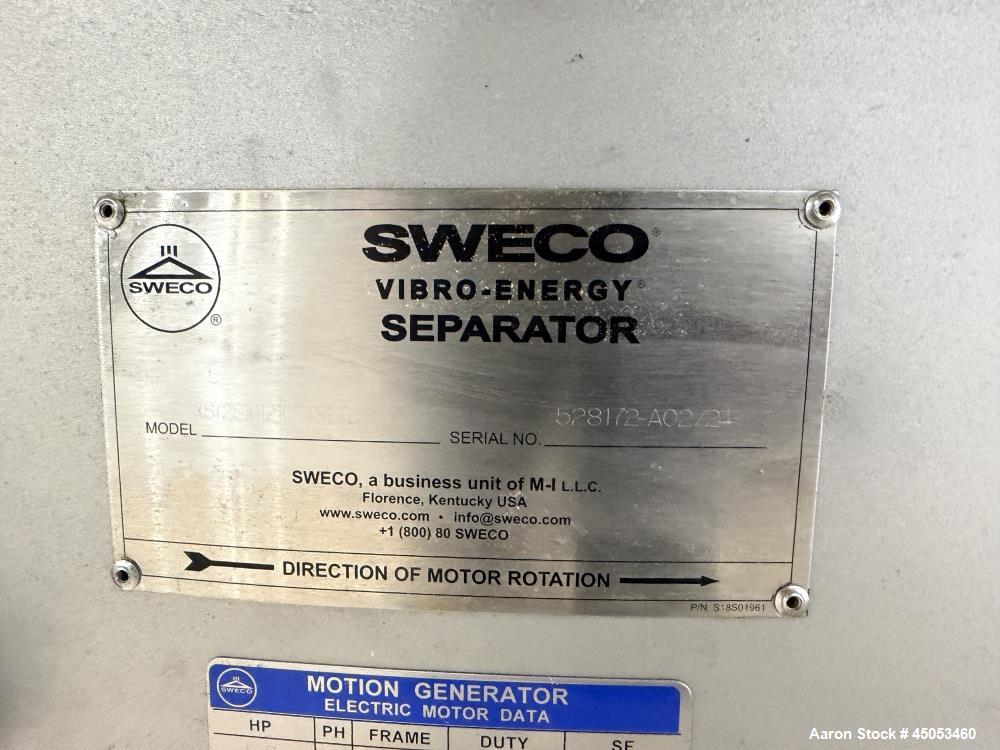 SWECO®
VIBRO-ENERGY®
SEPARATOR
SWECO
®
MODEL
SERIAL NO. 528172-A02/21
SWECO, a business unit of M-I L.L.C.
Florence, Kentucky USA
www.sweco.com • info@sweco.com
+1 (800) 80 SWECO
DIRECTION OF MOTOR ROTATION
P/N S18S01961
SWECO
MOTION GENERATOR
ELECTRIC MOTOR DATA
HP PH FRAME DUTY SF
Aaron Stock # 45053460